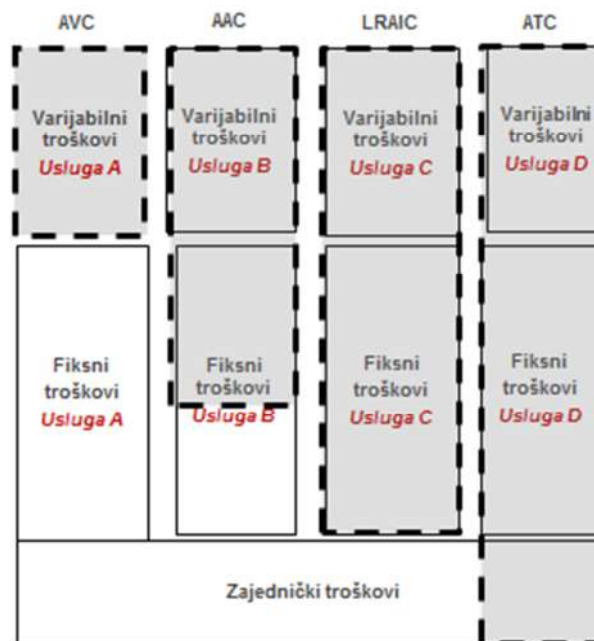 AVC AAC LRAIC ATC
Varijabilni
troškovi
Usluga A
Varijabilni
troškovi
Usluga B
Varijabilni
troškovi
Usluga C
Varijabilni
troškovi
Usluga D
Fiksni
troškovi
Usluga A
Fiksni
troškovi
Usluga B
Fiksni
troškovi
Usluga C
Fiksni
troškovi
Usluga D
Zajednički troškovi